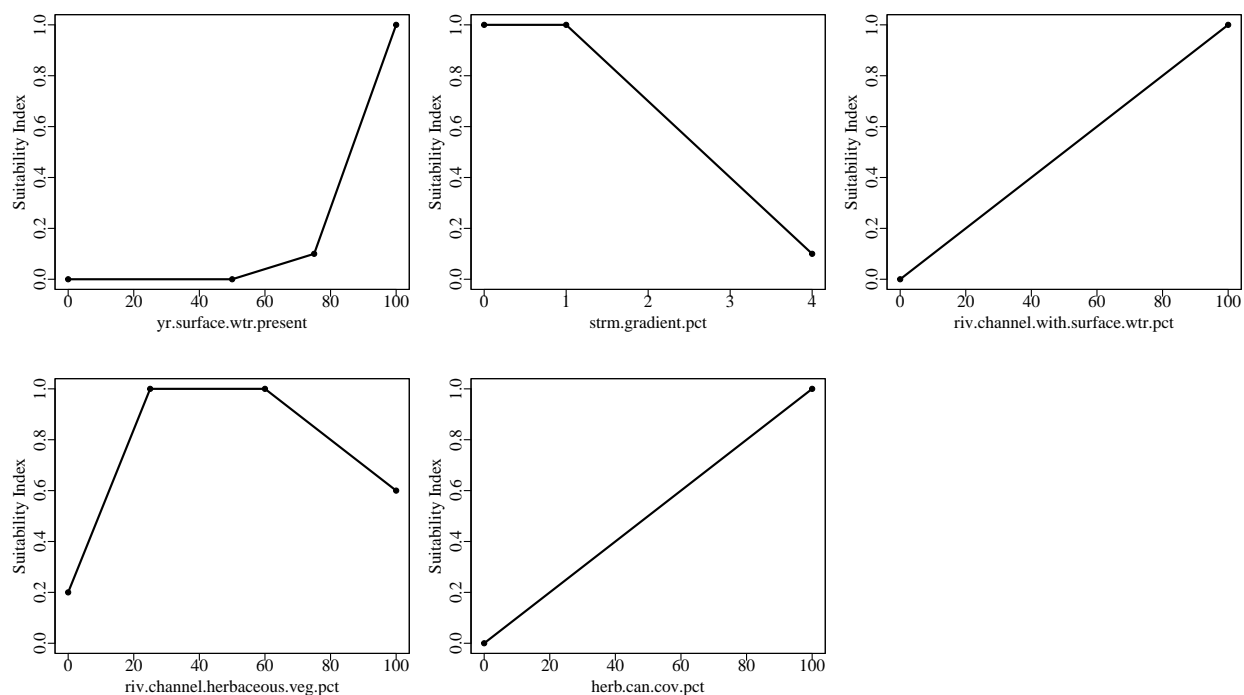 Suitability Index
0.0 0.2 0.4 0.6 0.8 1.0
0 20 40 60 80 100
yr.surface.wtr.present
Suitability Index
0.0 0.2 0.4 0.6 0.8 1.0
0 1 2 3 4
strm.gradient.pct
Suitability Index
0.0 0.2 0.4 0.6 0.8 1.0
0 20 40 60 80 100
riv.channel.with.surface.wtr.pct
Suitability Index
0.0 0.2 0.4 0.6 0.8 1.0
0 20 40 60 80 100
riv.channel.herbaceous.veg.pct
Suitability Index
0.0 0.2 0.4 0.6 0.8 1.0
0 20 40 60 80 100
herb.can.cov.pct